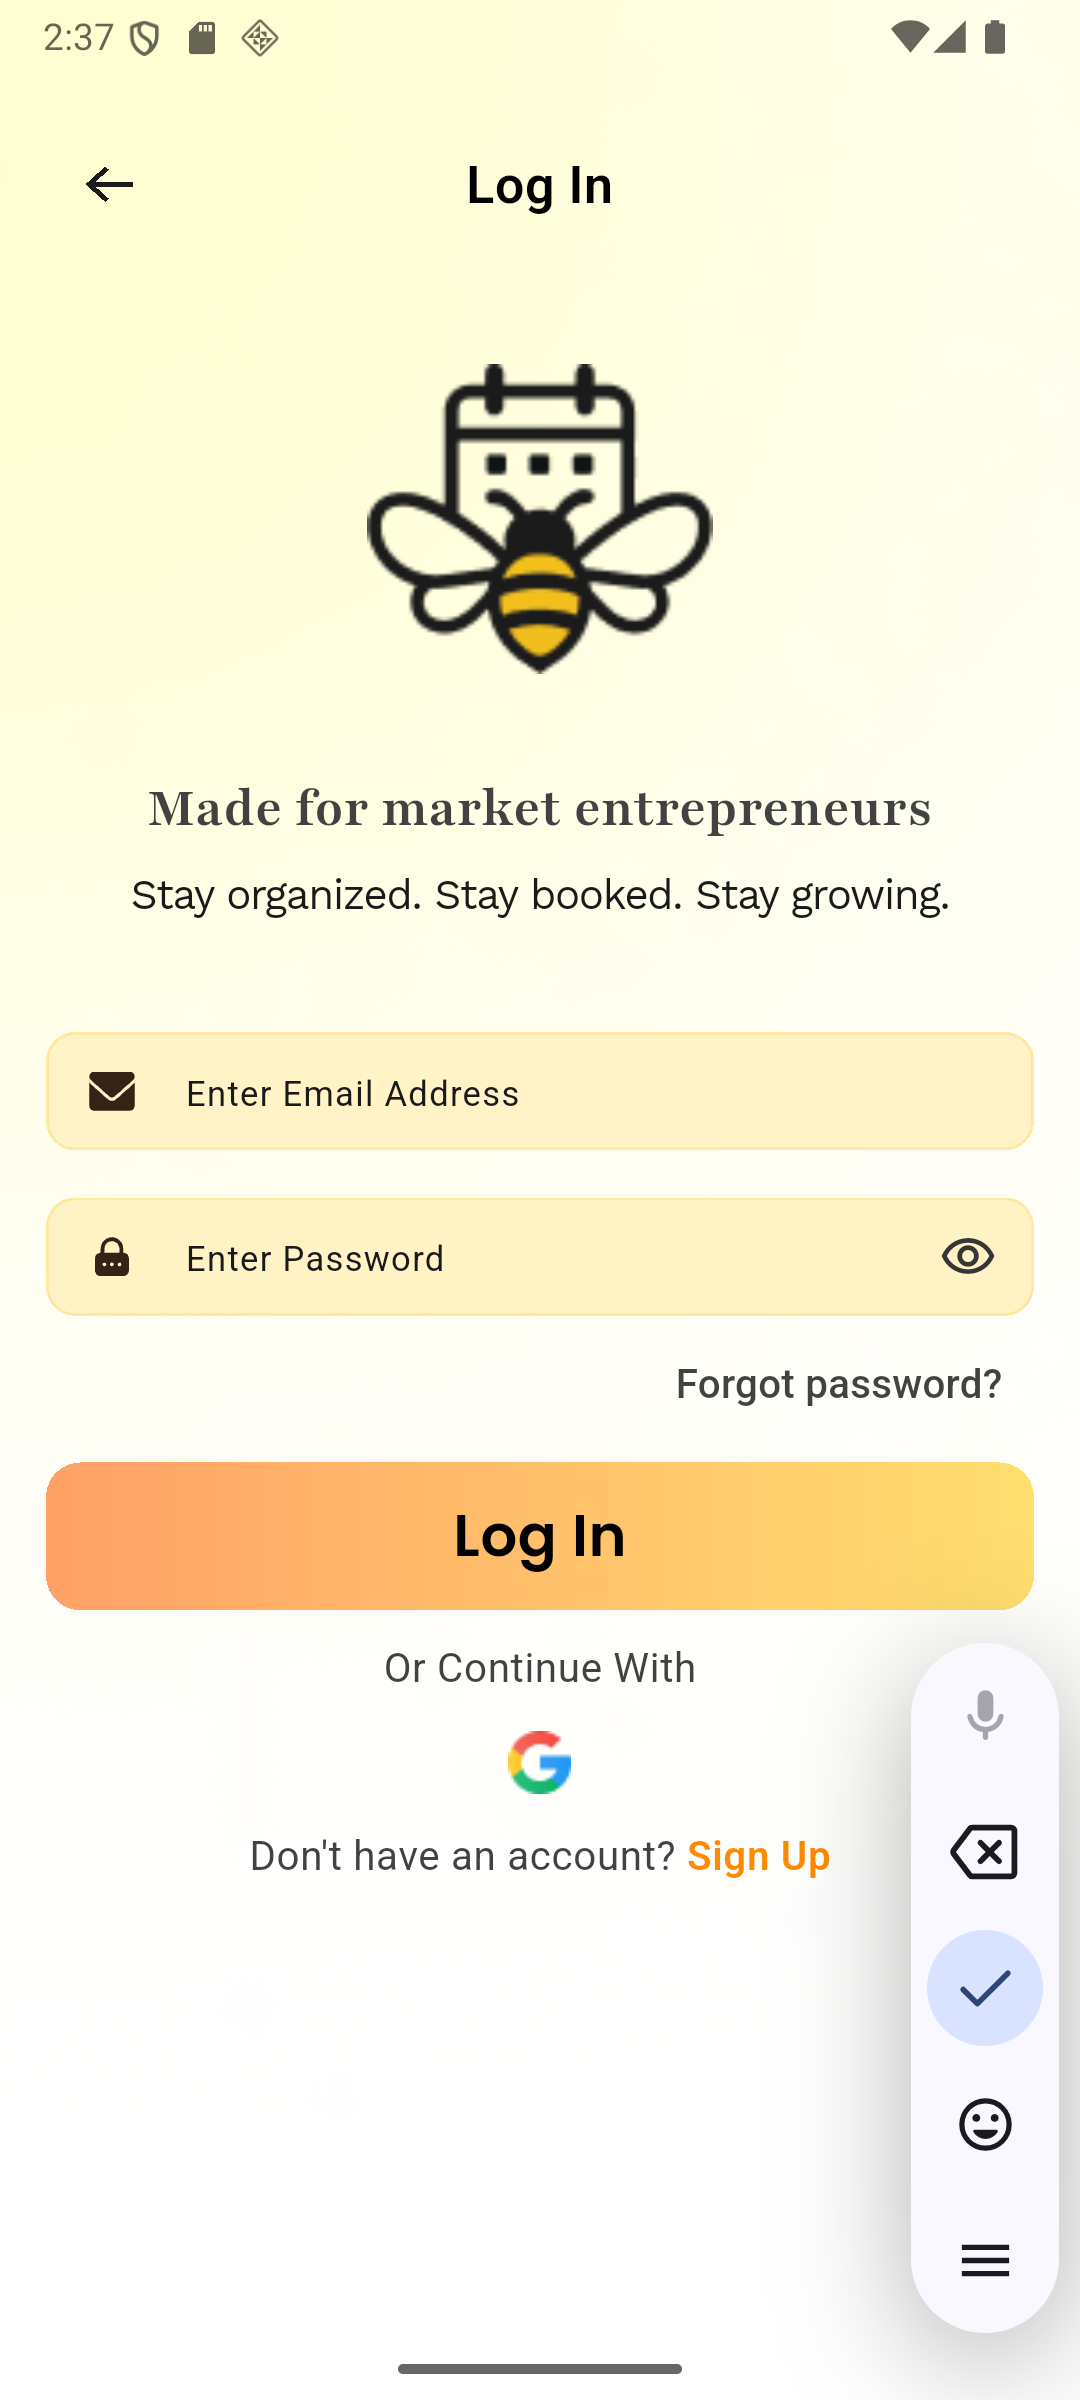 2:37
Log In
Made for market entrepreneurs
Stay organized. Stay booked. Stay growing.
Enter Email Address
Enter Password
Forgot password?
Log In
Or Continue With
Don't have an account? Sign Up